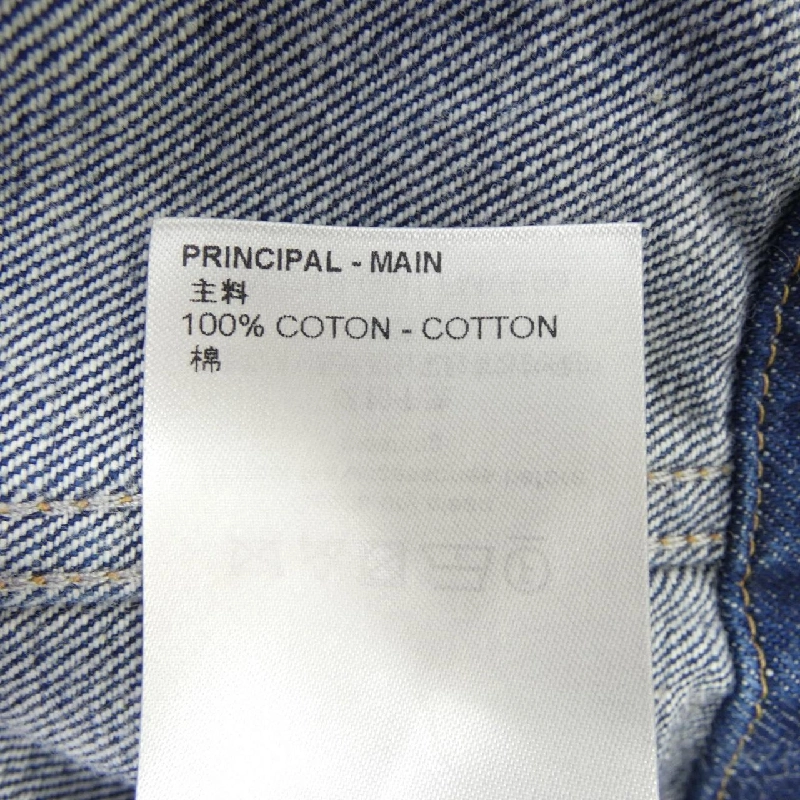 PRINCIPAL - MAIN
主料
100% COTON - COTTON
棉